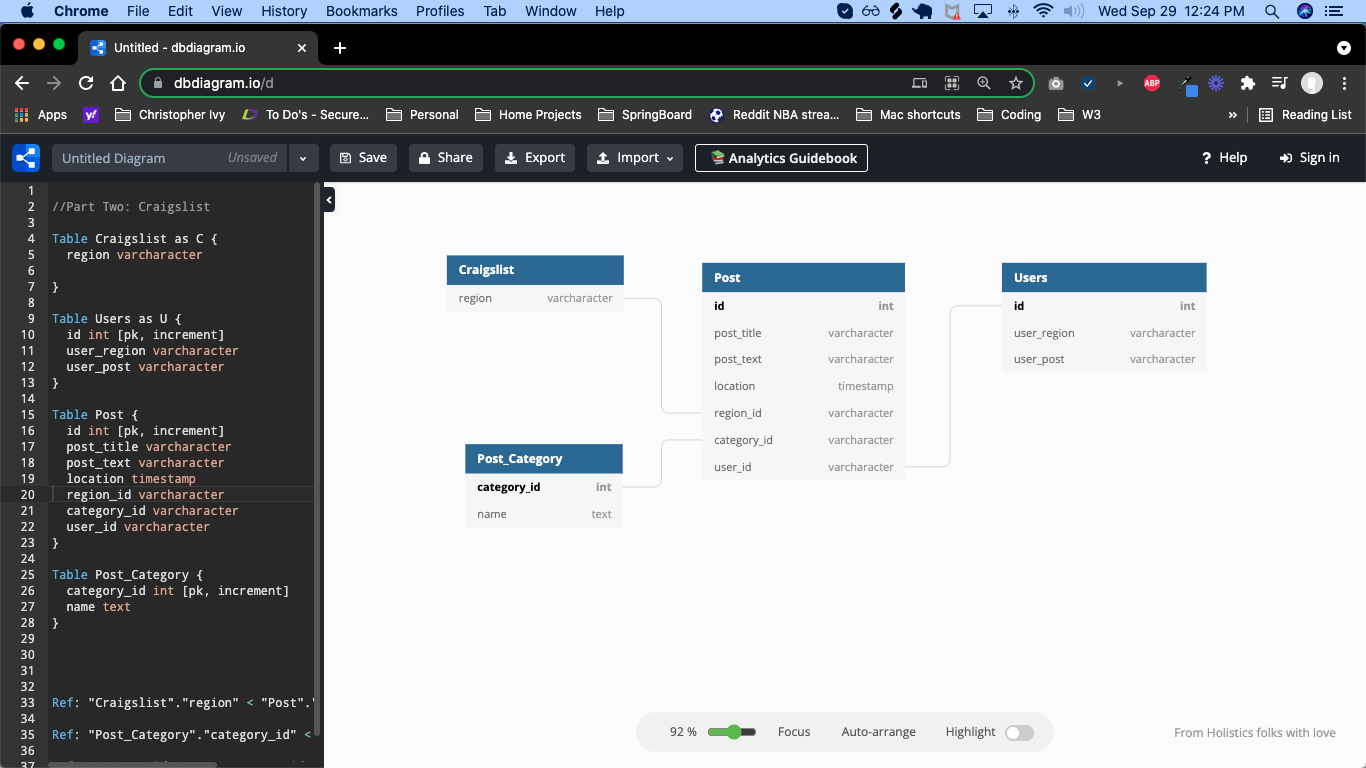 Chrome File Edit View History Bookmarks Profiles Tab Window Help Wed Sep 29 12:24 PM
Untitled - dbdiagram.io
dbdiagram.io/d
ABP
Apps Christopher Ivy To Do's - Secure... Personal Home Projects SpringBoard Reddit NBA strea... Mac shortcuts Coding W3 » Reading List
Untitled Diagram Unsaved Save Share Export Import Analytics Guidebook ? Help Sign in
1
2 //Part Two: Craigslist
3
4 Table Craigslist as C {
5 region varcharacter
6
7 }
8
9 Table Users as U {
10 id int [pk, increment]
11 user_region varcharacter
12 user_post varcharacter
13 }
14
15 Table Post {
16 id int [pk, increment]
17 post_title varcharacter
18 post_text varcharacter
19 location timestamp
20 region_id varcharacter
21 category_id varcharacter
22 user_id varcharacter
23 }
24
25 Table Post_Category {
26 category_id int [pk, increment]
27 name text
28 }
29
30
31
32
33 Ref: "Craigslist"."region" < "Post"."
34
35 Ref: "Post_Category"."category_id" <
36
37
Craigslist
region varcharacter
Post_Category
category_id int
name text
Post
id int
post_title varcharacter
post_text varcharacter
location timestamp
region_id varcharacter
category_id varcharacter
user_id varcharacter
Users
id int
user_region varcharacter
user_post varcharacter
92 % Focus Auto-arrange Highlight
From Holistics folks with love